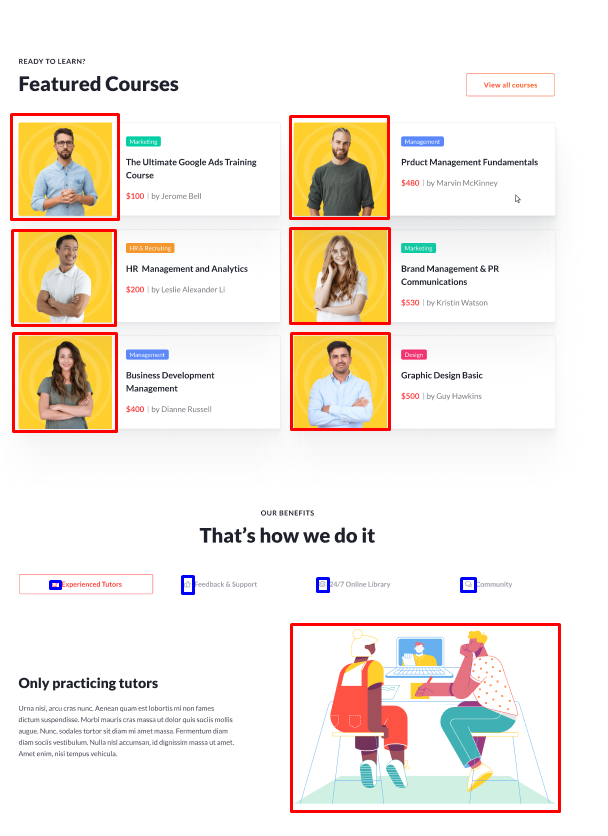 READY TO LEARN?
Featured Courses
View all courses
Marketing
The Ultimate Google Ads Training
Course
$100 | by Jerome Bell
Management
Prduct Management Fundamentals
$480 | by Marvin McKinney
HR & Recruting
HR Management and Analytics
$200 | by Leslie Alexander Li
Marketing
Brand Management & PR
Communications
$530 | by Kristin Watson
Management
Business Development
Management
$400 | by Dianne Russell
Design
Graphic Design Basic
$500 | by Guy Hawkins
OUR BENEFITS
That's how we do it
Experienced Tutors
Feedback & Support
24/7 Online Library
Community
Only practicing tutors
Urna nisi, arcu cras nunc. Aenean quam est lobortis mi non fames
dictum suspendisse. Morbi mauris cras massa ut dolor quis sociis mollis
augue. Nunc, sodales tortor sit diam mi amet massa. Fermentum diam
diam sociis vestibulum. Nulla nisl accumsan, id dignissim massa ut erat.
Amet enim, nisi tempus vehicula.